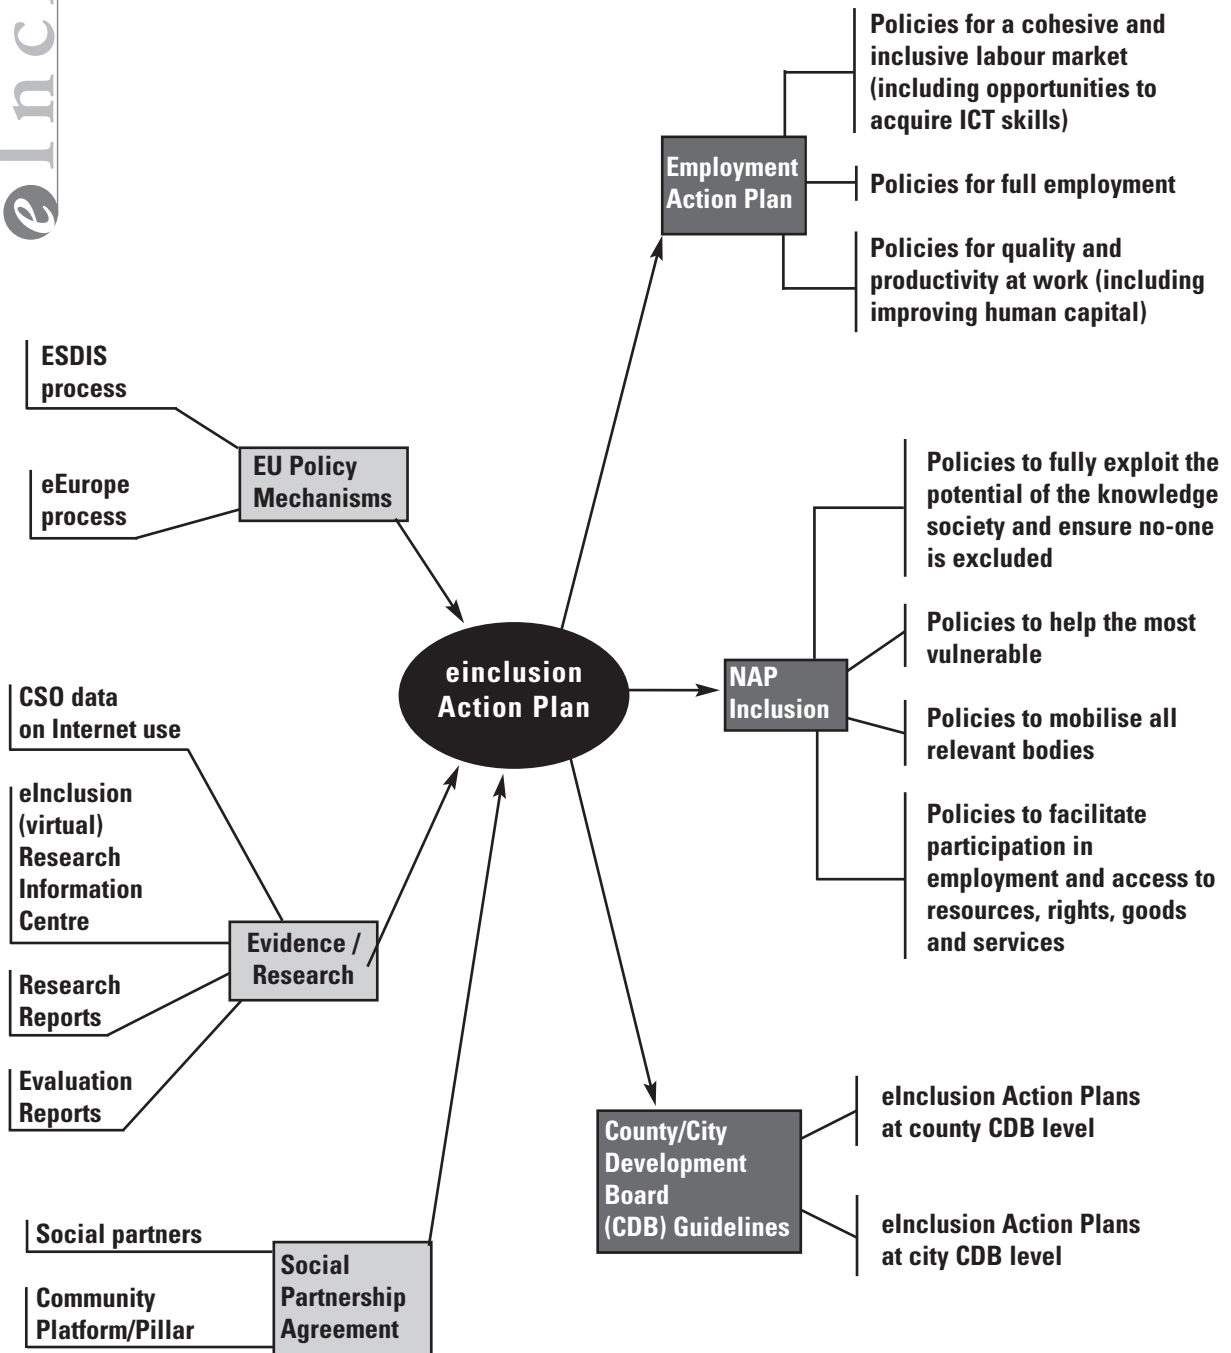 eInc
Policies for a cohesive and
inclusive labour market
(including opportunities to
acquire ICT skills)
Employment
Action Plan
Policies for full employment
Policies for quality and
productivity at work (including
improving human capital)
ESDIS
process
EU Policy
Mechanisms
eEurope
process
Policies to fully exploit the
potential of the knowledge
society and ensure no-one
is excluded
Policies to help the most
vulnerable
einclusion
Action Plan
NAP
Inclusion
Policies to mobilise all
relevant bodies
Policies to facilitate
participation in
employment and access to
resources, rights, goods
and services
CSO data
on Internet use
eInclusion
(virtual)
Research
Information
Centre
Evidence /
Research
Research
Reports
Evaluation
Reports
County/City
Development
Board
(CDB) Guidelines
eInclusion Action Plans
at county CDB level
eInclusion Action Plans
at city CDB level
Social partners
Social
Partnership
Agreement
Community
Platform/Pillar